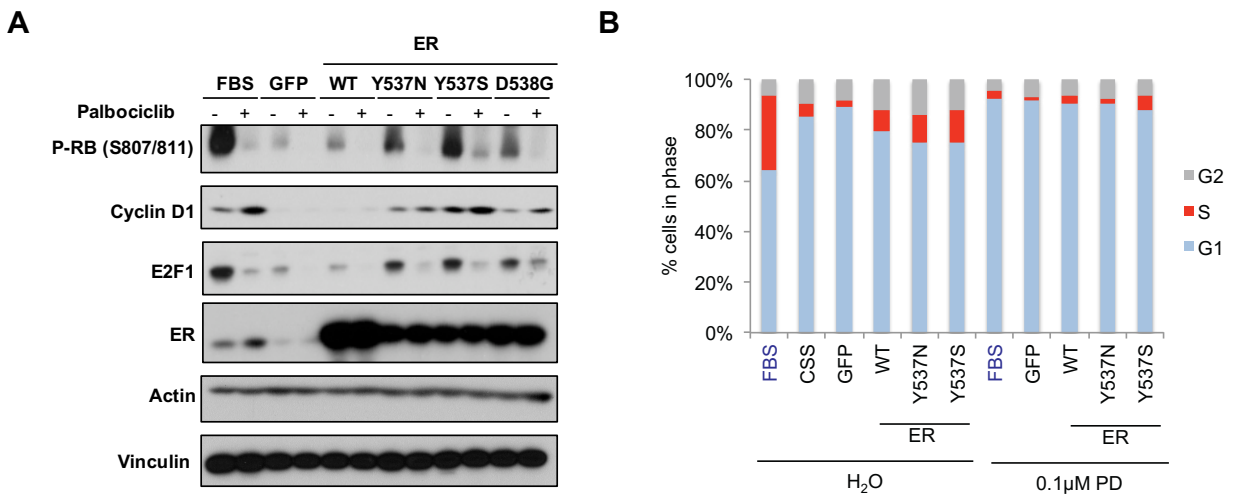 A
ER
FBS GFP WT Y537N Y537S D538G
Palbociclib - + - + - + - + - + - +
P-RB (S807/811)
Cyclin D1
E2F1
ER
Actin
Vinculin
B
100%
80%
60%
40%
20%
0%
% cells in phase
FBS CSS GFP WT Y537N Y537S FBS GFP WT Y537N Y537S
ER ER
H₂O 0.1μM PD
G2
S
G1